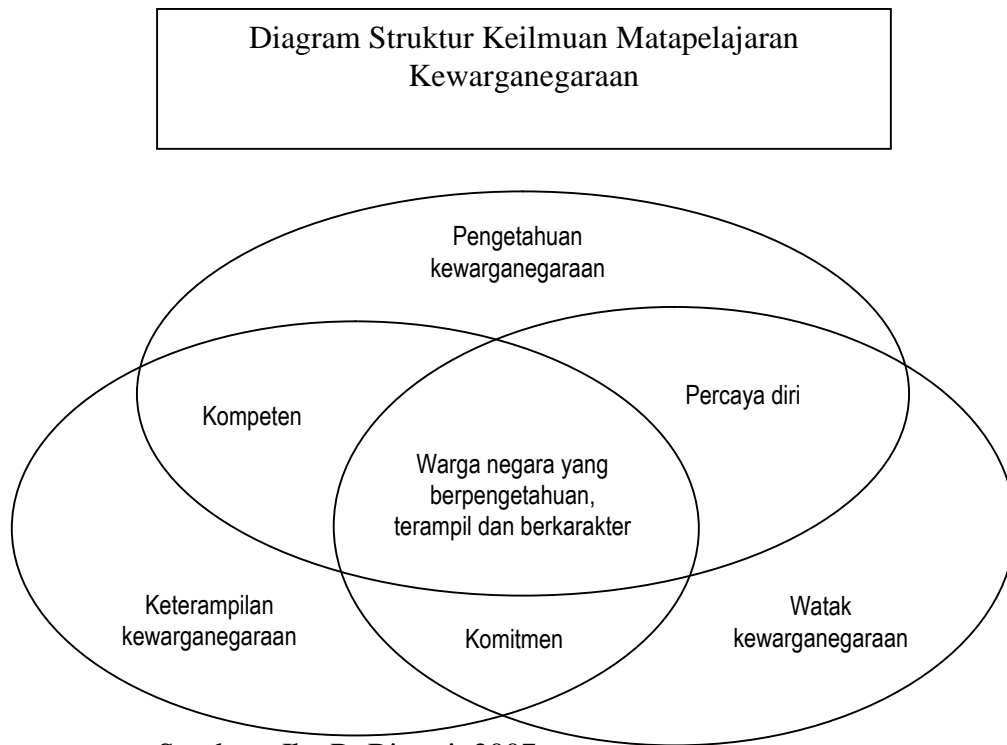 Diagram Struktur Keilmuan Matapelajaran
Kewarganegaraan
Pengetahuan
kewarganegaraan
Kompeten
Percaya diri
Warga negara yang
berpengetahuan,
terampil dan berkarakter
Keterampilan
kewarganegaraan
Komitmen
Watak
kewarganegaraan